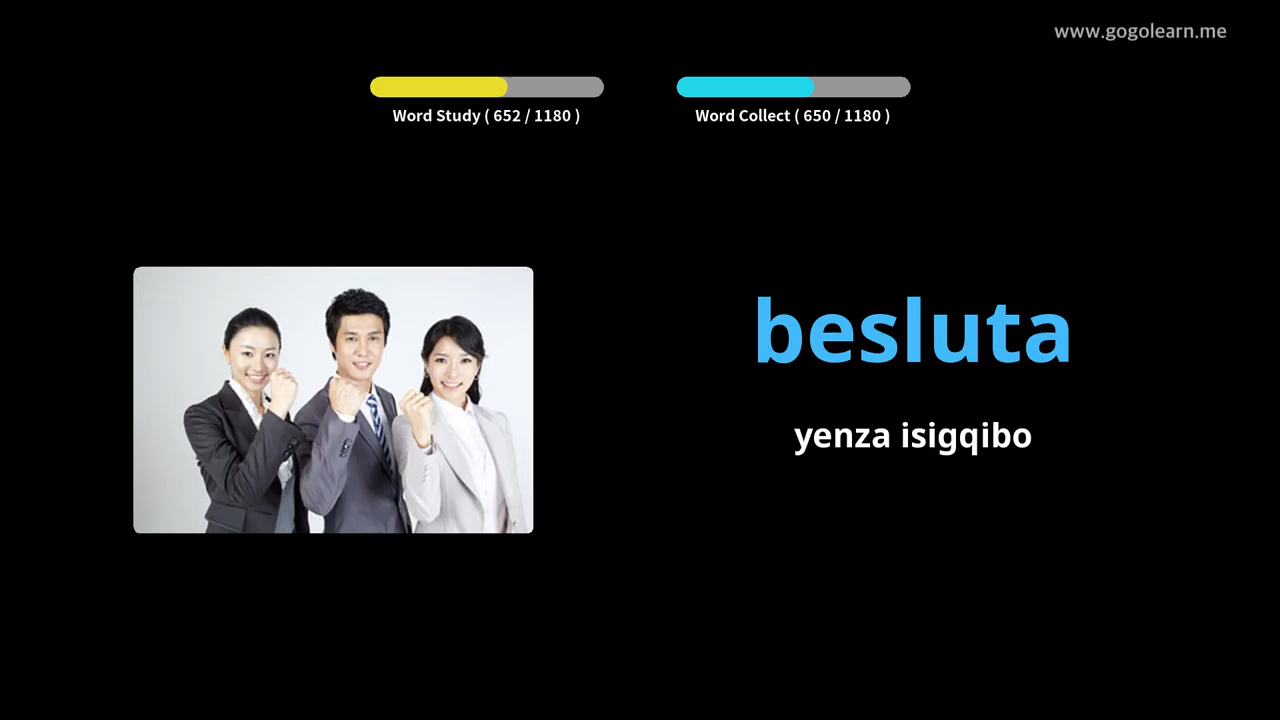 www.gogolearn.me
Word Study ( 652 / 1180 )
Word Collect ( 650 / 1180 )
besluta
yenza isigqibo